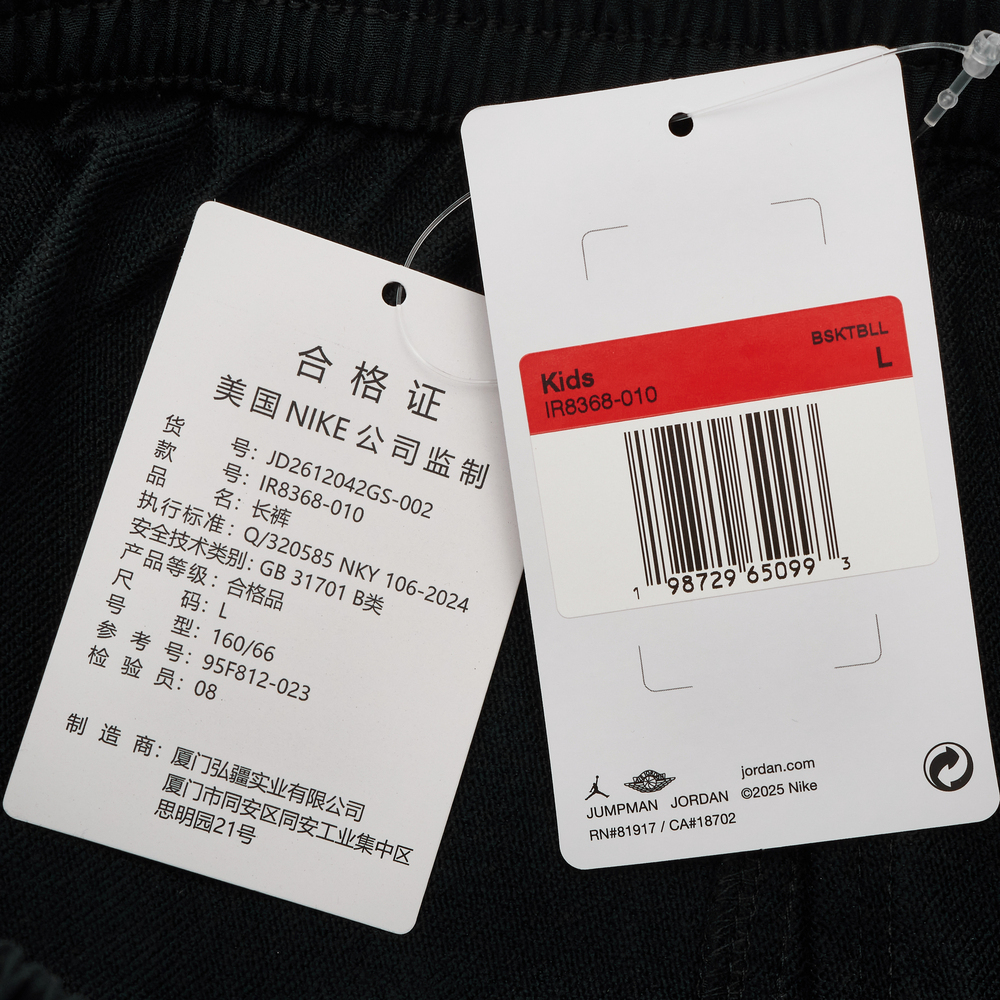 合格证
美国NIKE公司监制
货号：JD2612042GS-002
款号：IR8368-010
品名：长裤
执行标准：Q/320585 NKY 106-2024
安全技术类别：GB 31701 B类
产品等级：合格品
尺码：L
号型：160/66
参考号：95F812-023
检验员：08
制造商：厦门弘疆实业有限公司
厦门市同安区同安工业集中区
思明园21号
BSKTBLL
Kids L
IR8368-010
1 98729 65099 3
jordan.com
JUMPMAN JORDAN ©2025 Nike
RN#81917 / CA#18702